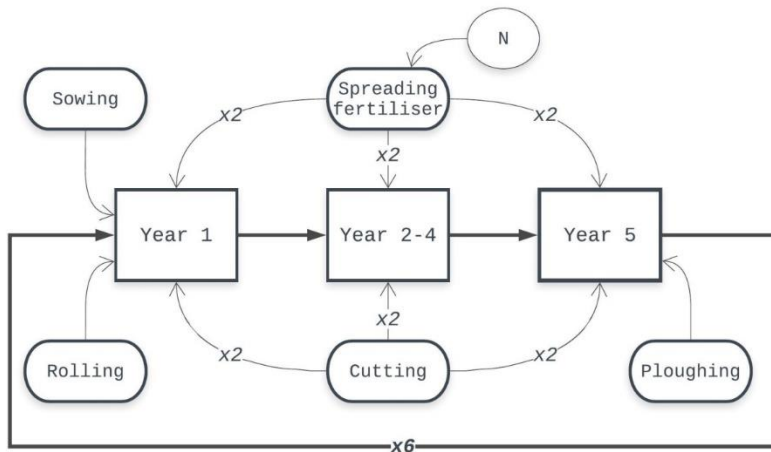 N
Spreading
fertiliser
Sowing
x2
x2
x2
Year 1
Year 2-4
Year 5
x2
x2
x2
Rolling
Cutting
Ploughing
x6